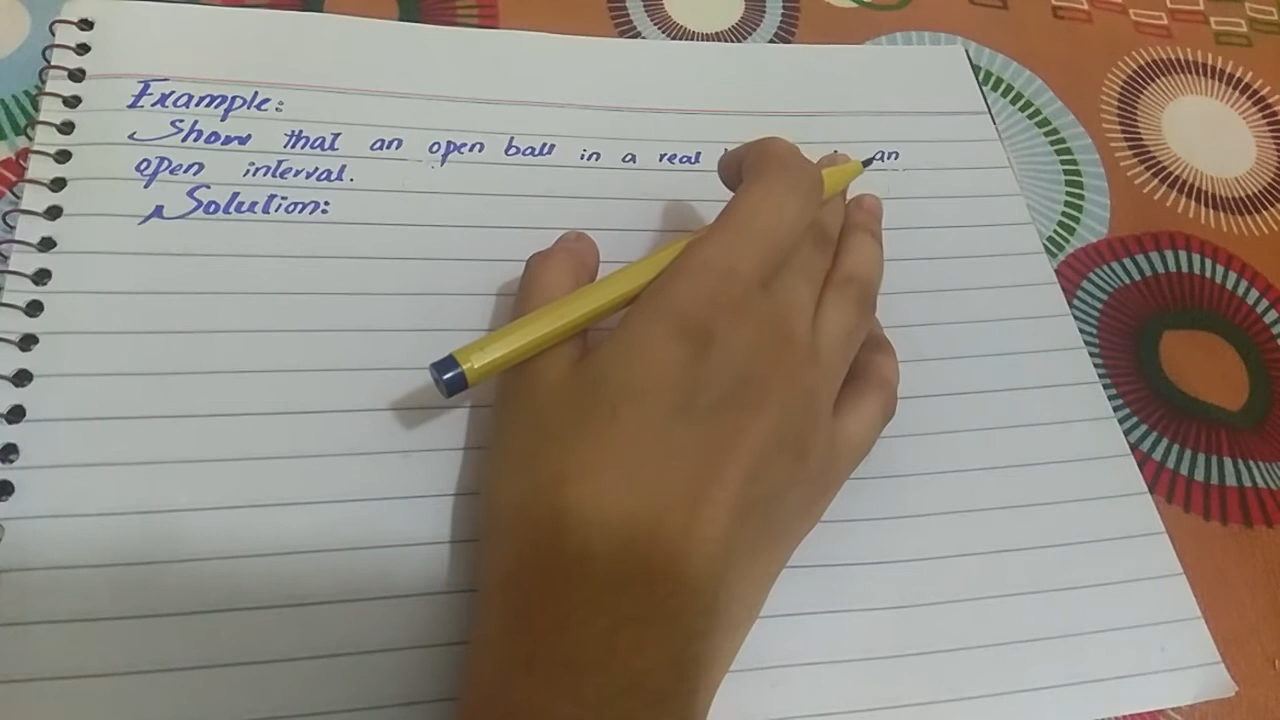 Example:
Show that an open ball in a real an
open interval.
Solution: